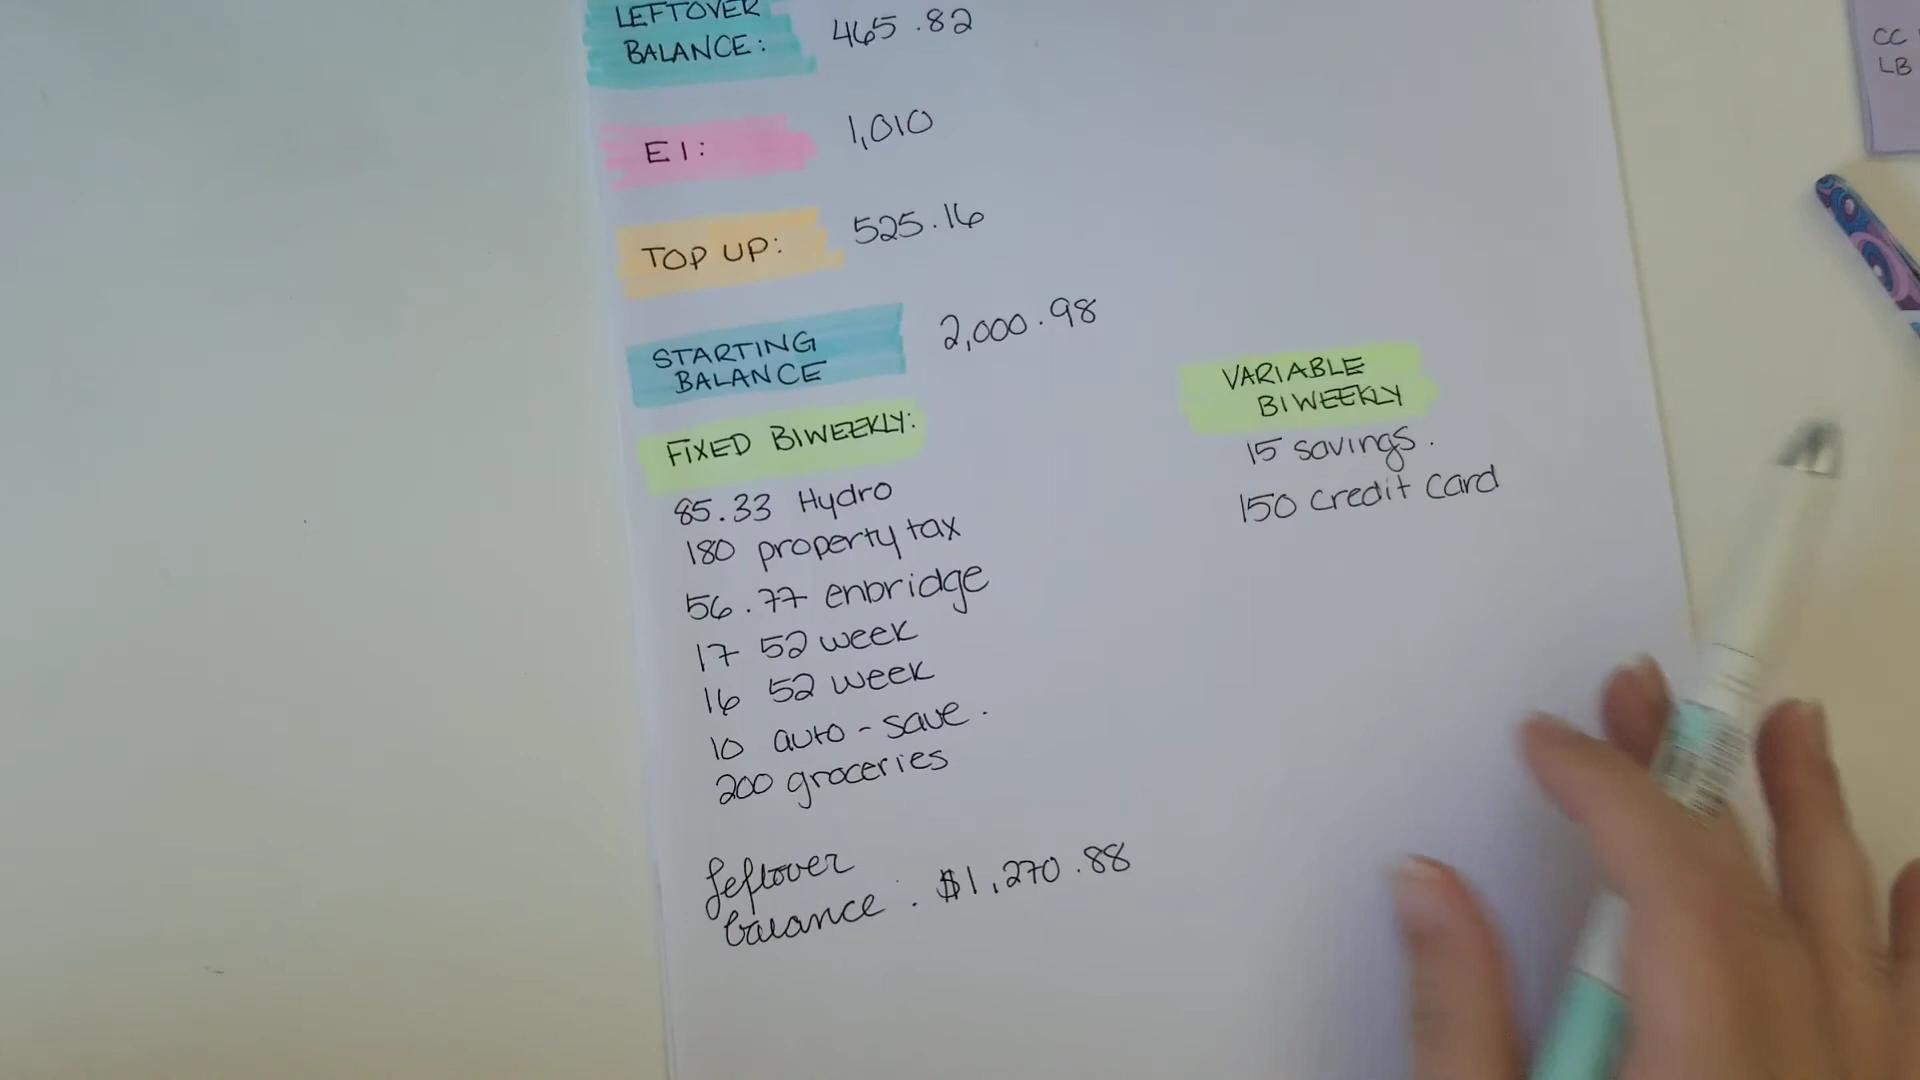 LEFTOVER
BALANCE: 465.82
E1: 1,010
TOP UP: 525.16
STARTING
BALANCE 2,000.98
FIXED BIWEEKLY:
85.33 Hydro
180 property tax
56.77 enbridge
17 52 week
16 52 week
10 auto-save.
200 groceries
VARIABLE
BIWEEKLY
15 savings.
150 credit card
leftover
balance: $1,270.88
CC
LB